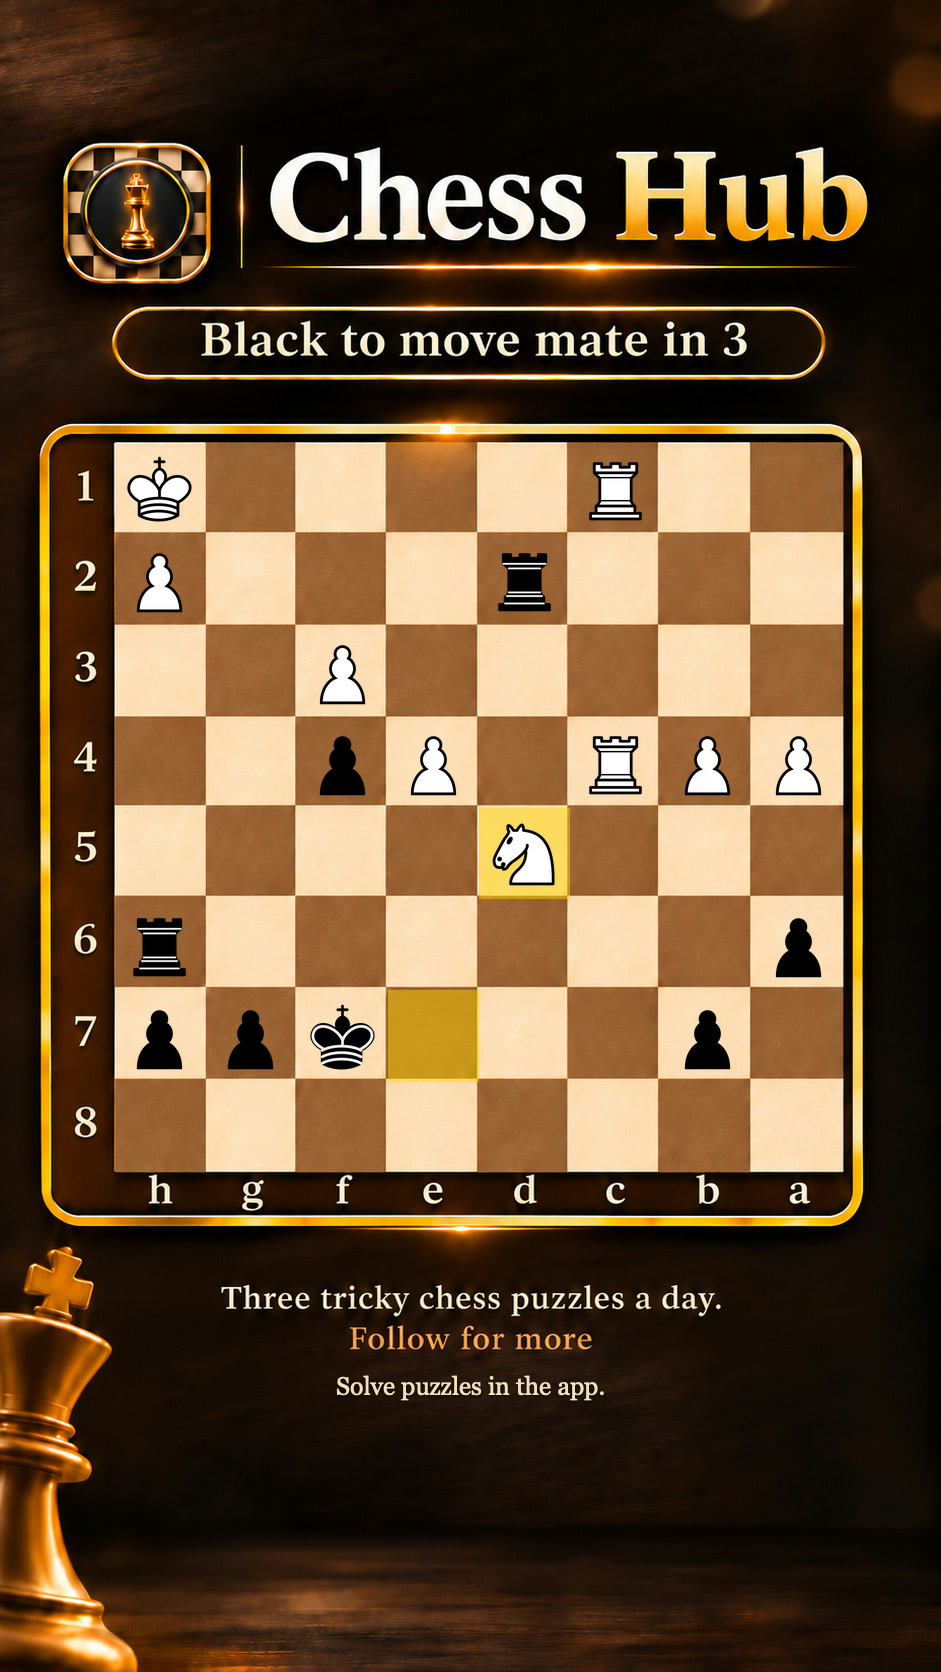 Chess Hub
Black to move mate in 3
1
2
3
4
5
6
7
8
h g f e d c b a
Three tricky chess puzzles a day.
Follow for more
Solve puzzles in the app.